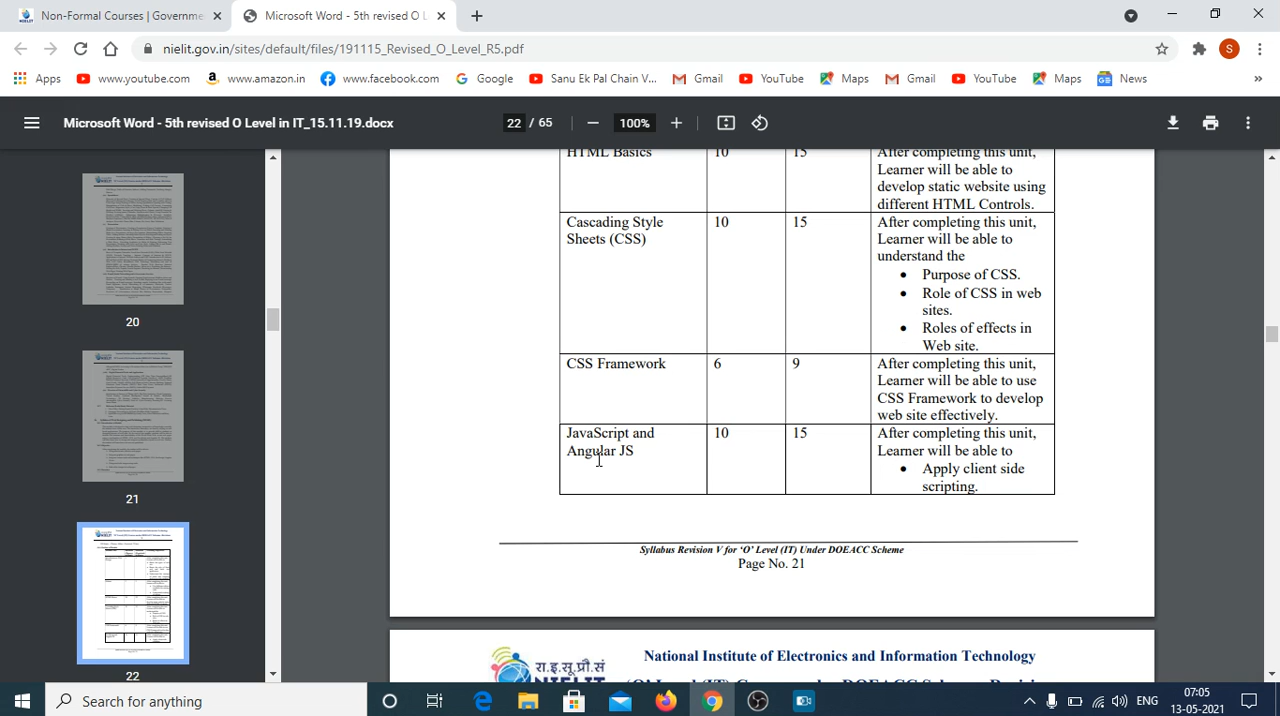 Non-Formal Courses | Governme
Microsoft Word - 5th revised O L
nielit.gov.in/sites/default/files/191115_Revised_O_Level_R5.pdf
S
Apps
www.youtube.com
www.amazon.in
www.facebook.com
Google
Sanu Ek Pal Chain V...
Gmail
YouTube
Maps
Gmail
YouTube
Maps
News
Microsoft Word - 5th revised O Level in IT_15.11.19.docx
22 / 65
100%
20
21
22
HTML Basics 10 15 After completing this unit,
Learner will be able to
develop static website using
different HTML Controls.
Cascading Style 10 15 After completing this unit,
Sheets (CSS) Learner will be able to
understand the
• Purpose of CSS.
• Role of CSS in web
sites.
• Roles of effects in
Web site.
CSS Framework 6 9 After completing this unit,
Learner will be able to use
CSS Framework to develop
web site effectively.
JavaScript and 10 15 After completing this unit,
Angular JS Learner will be able to
• Apply client side
scripting.
Syllabus Revision V for 'O' Level (IT) Under DOEACC Scheme
Page No. 21
रा.इ.सू.प्रौ.सं
National Institute of Electronics and Information Technology
Type here to search